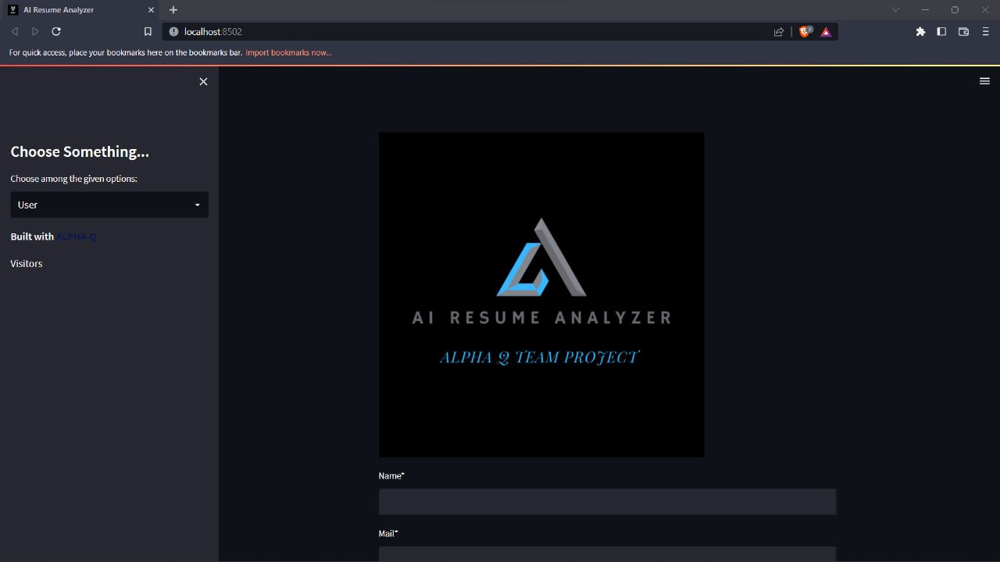 AI Resume Analyzer
localhost:8502
2
For quick access, place your bookmarks here on the bookmarks bar. Import bookmarks now...
Choose Something...
Choose among the given options:
User
Built with ALPHA-Q
Visitors
AI RESUME ANALYZER
ALPHA Q TEAM PROJECT
Name*
Mail*